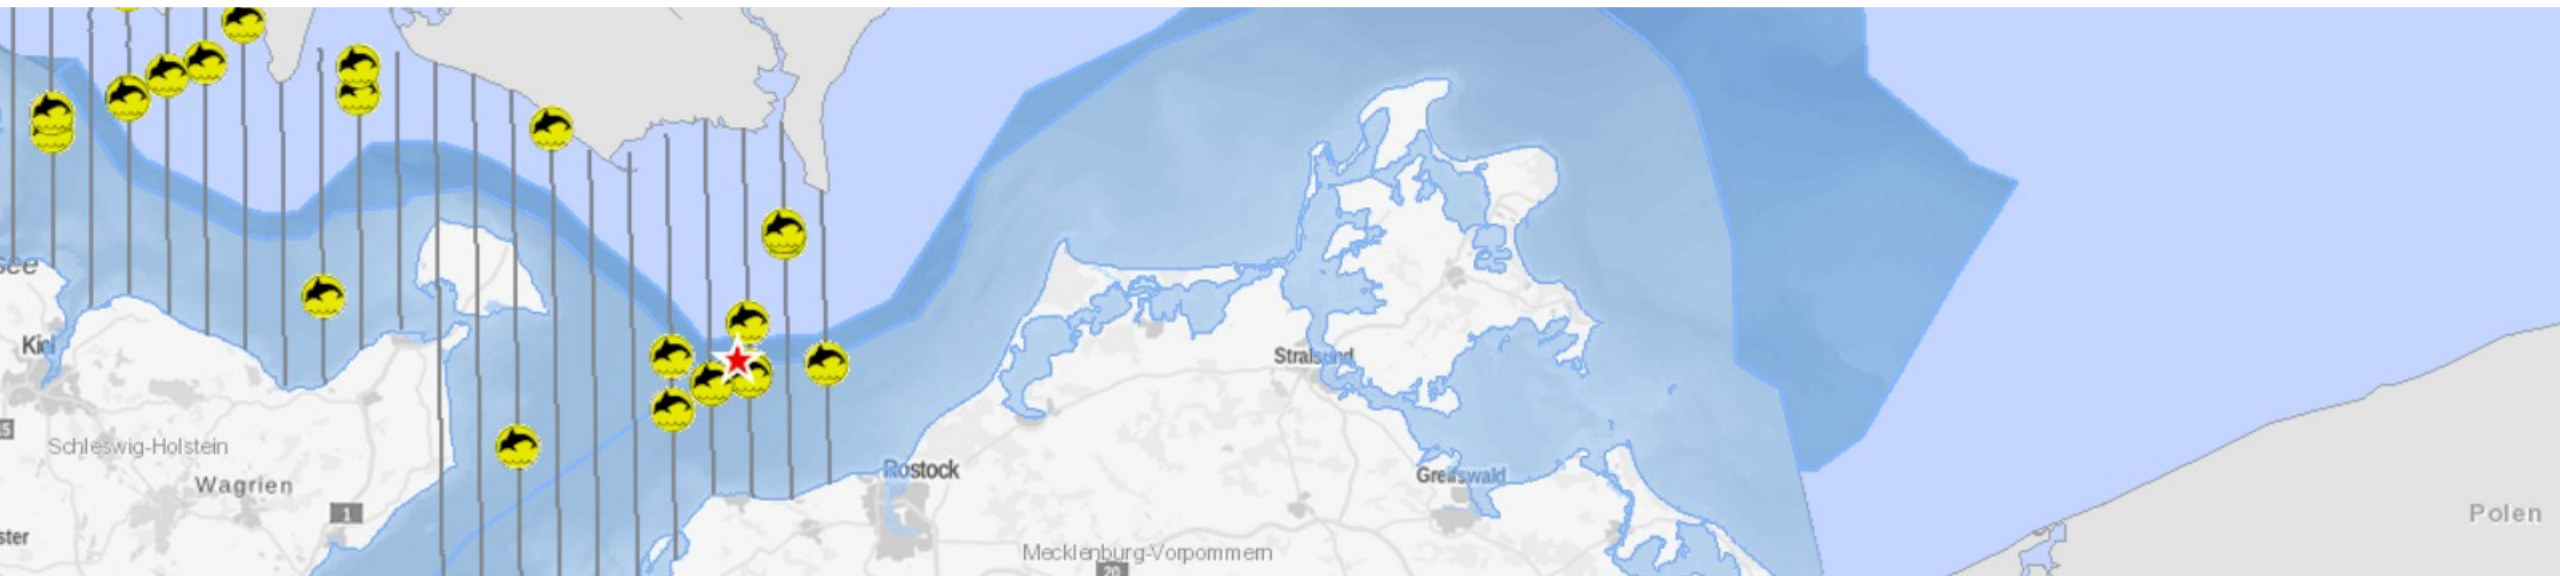 see
Kiel
Stralsund
Schleswig-Holstein
Rostock
Greifswald
Wagrien
1
Polen
ster
Mecklenburg-Vorpommern
20